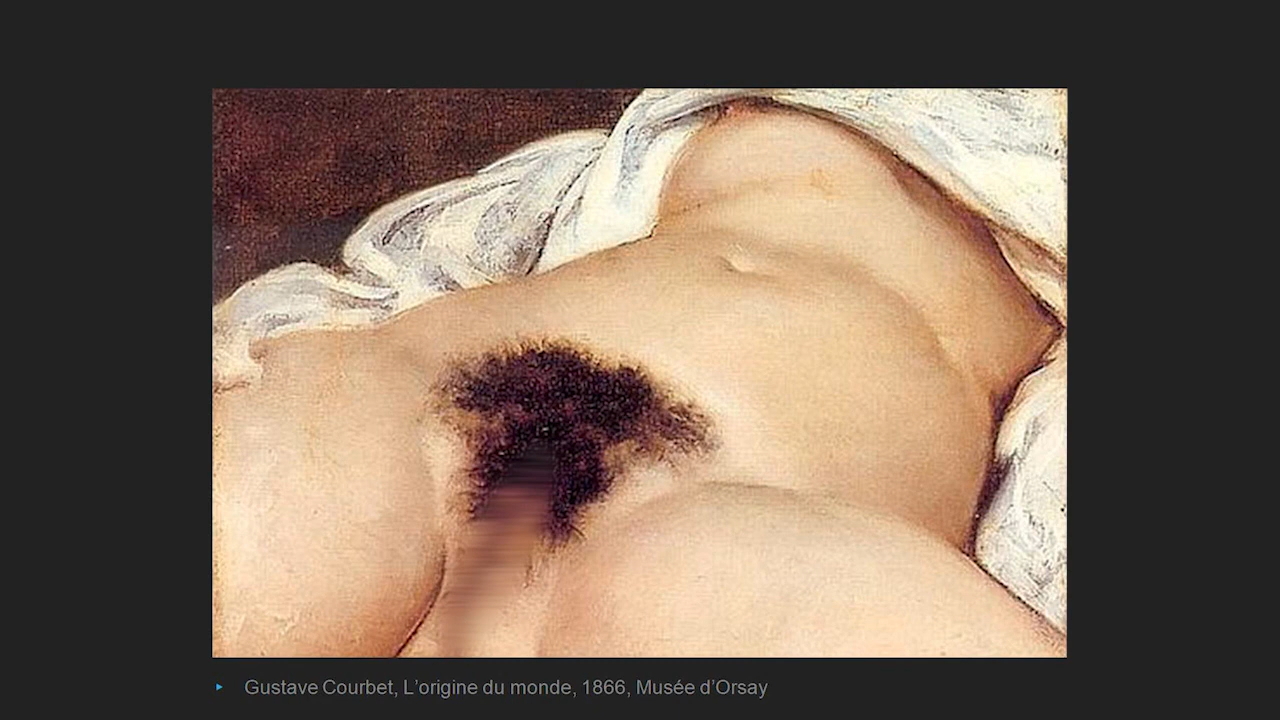 Gustave Courbet, L’origine du monde, 1866, Musée d’Orsay